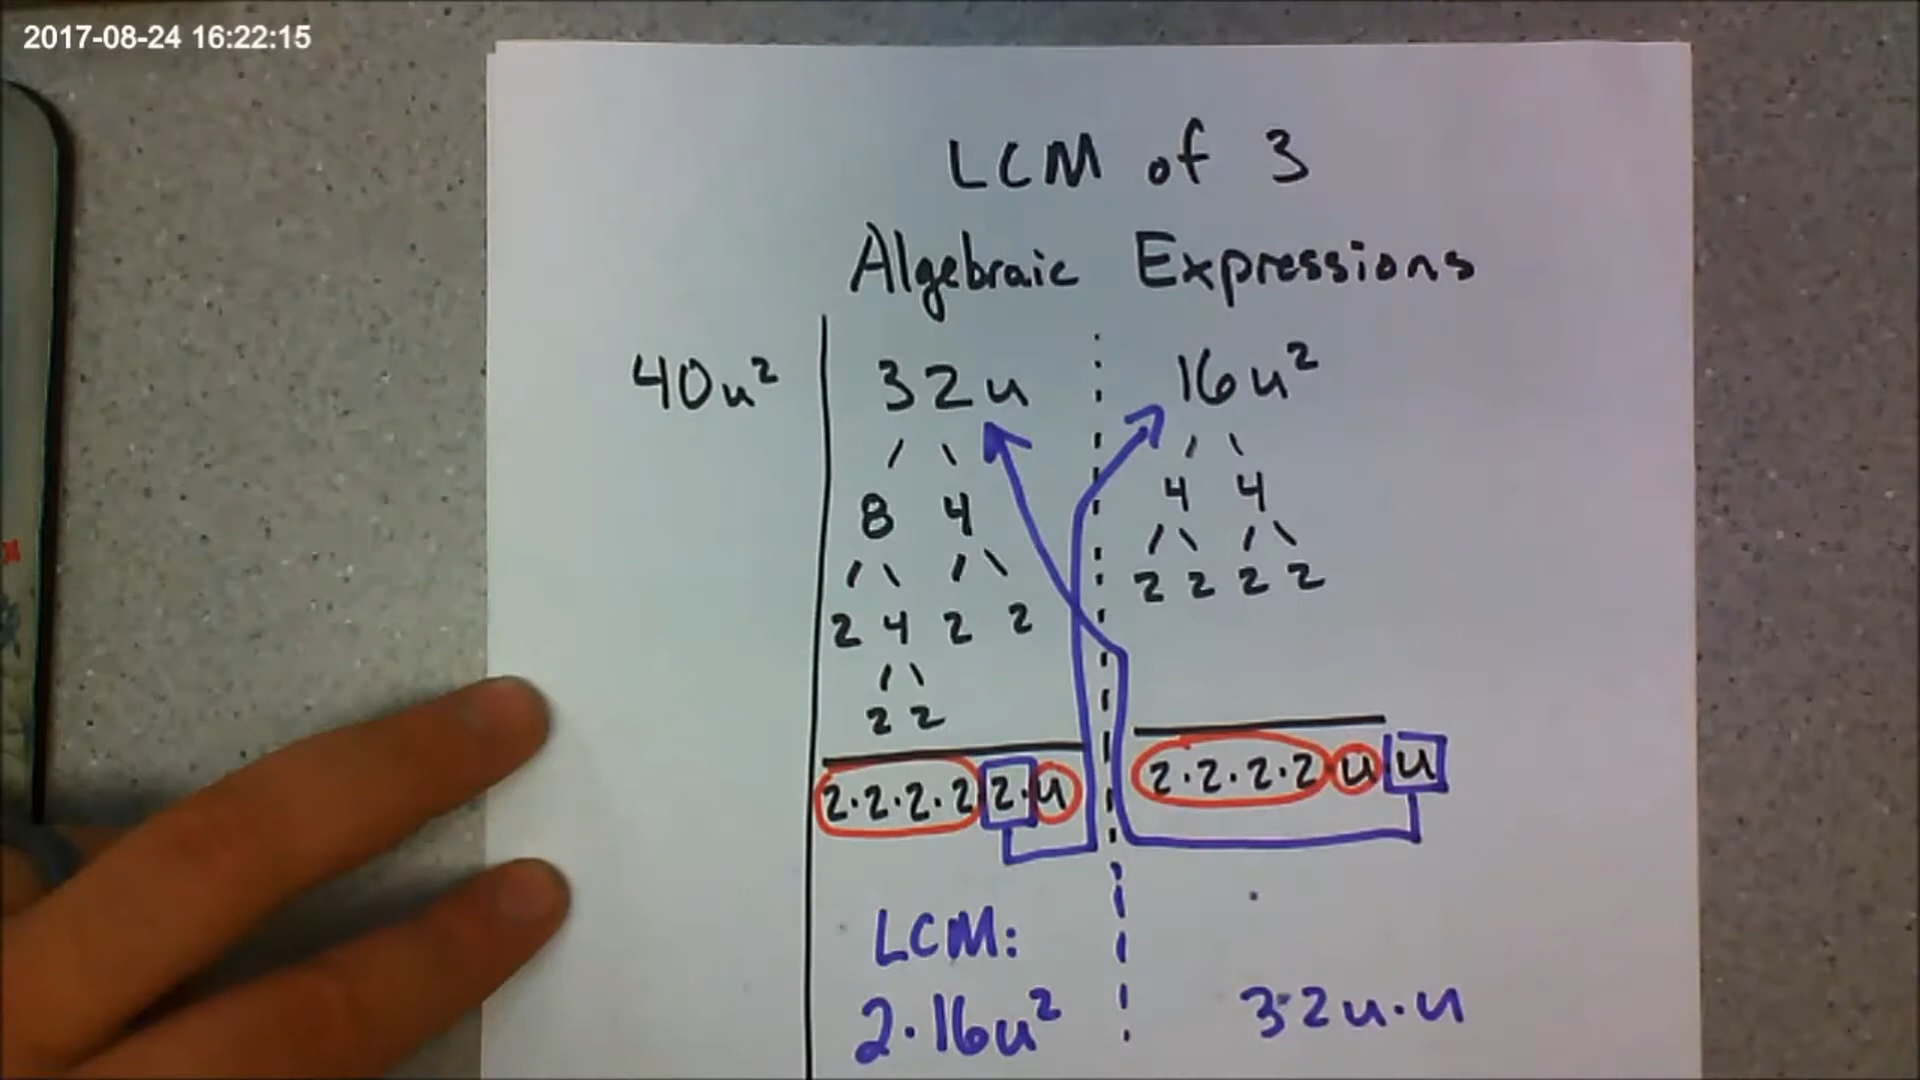 2017-08-24 16:22:15
LCM of 3
Algebraic Expressions
40u² 32u 16u²
8 4 4 4
2 4 2 2 2 2 2 2
2 2
2·2·2·2 2·u 2·2·2·2·u·u
LCM:
2·16u² 32u·u